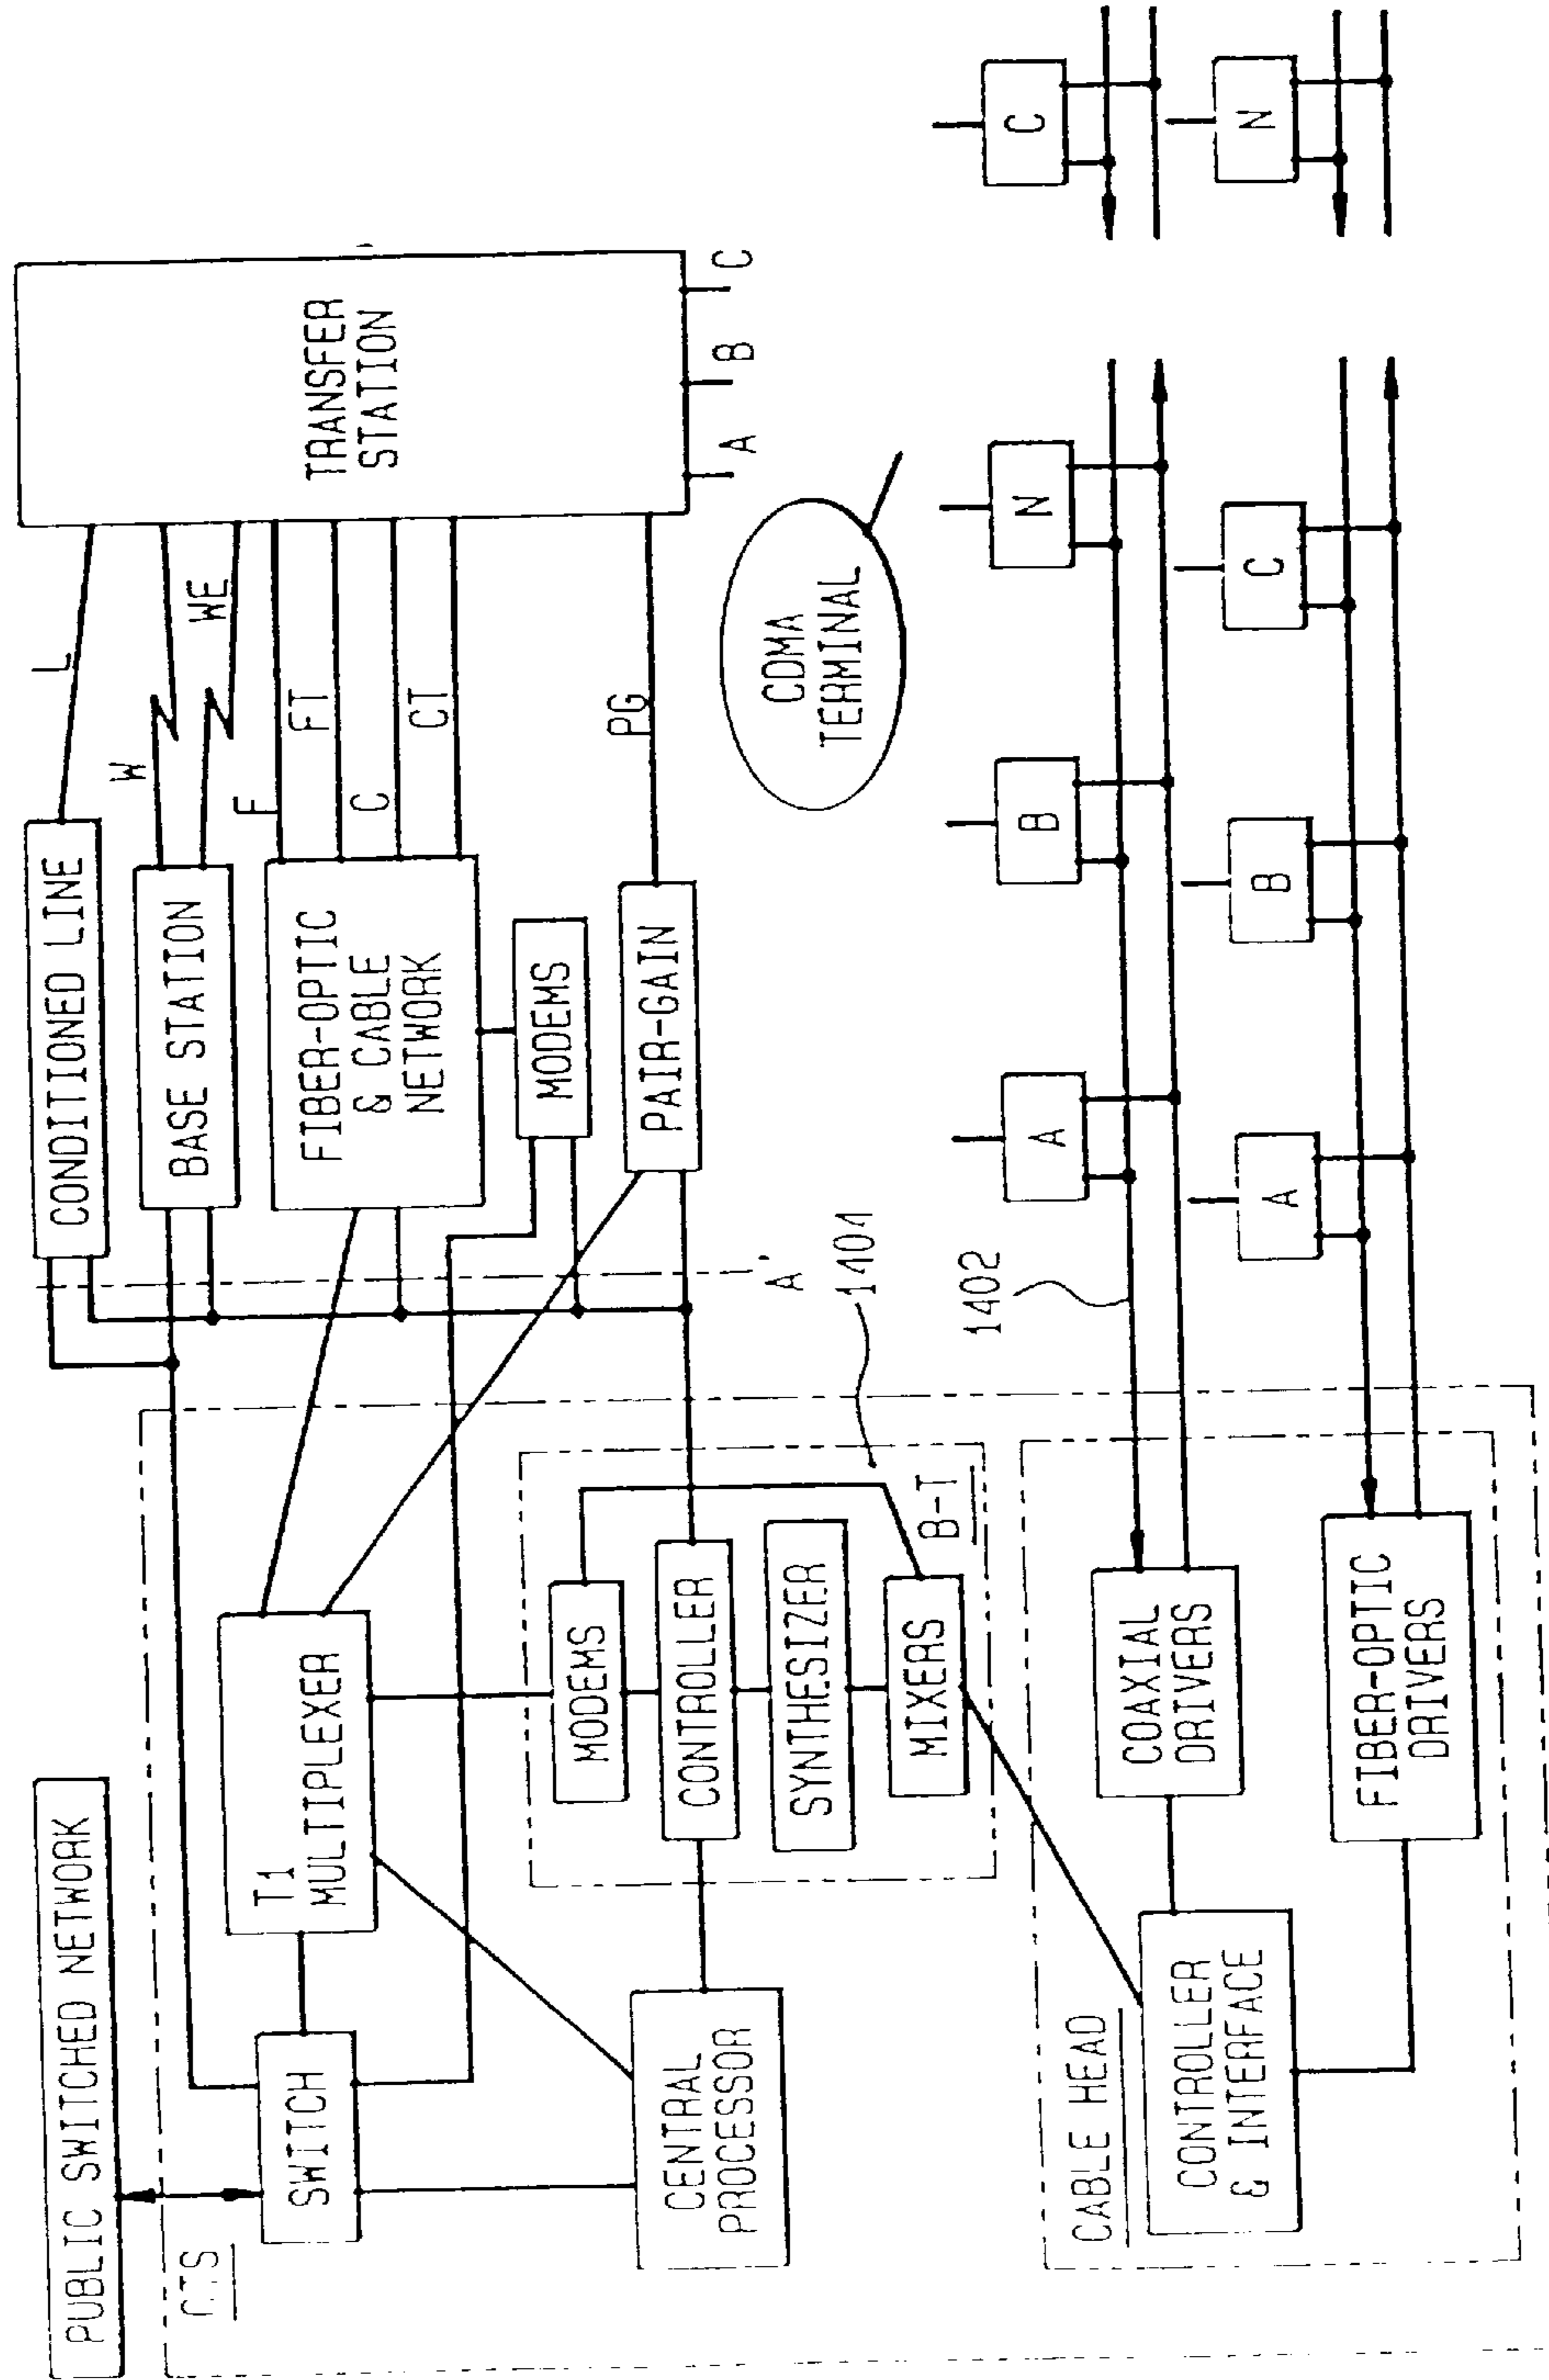 PUBLIC SWITCHED NETWORK
SWITCH
T1
MULTIPLEXER
CENTRAL
PROCESSOR
MODEMS
CONTROLLER
SYNTHESIZER
MIXERS
B-T
1404
CONDITIONED LINE
BASE STATION
FIBER-OPTIC
& CABLE
NETWORK
MODEMS
PAIR-GAIN
A'
L
W
WE
F
FT
C
CT
PG
TRANSFER
STATION
A
B
C
CDMA
TERMINAL
CABLE HEAD
CONTROLLER
& INTERFACE
COAXIAL
DRIVERS
FIBER-OPTIC
DRIVERS
1402
A
B
N
C
A
B
C
N